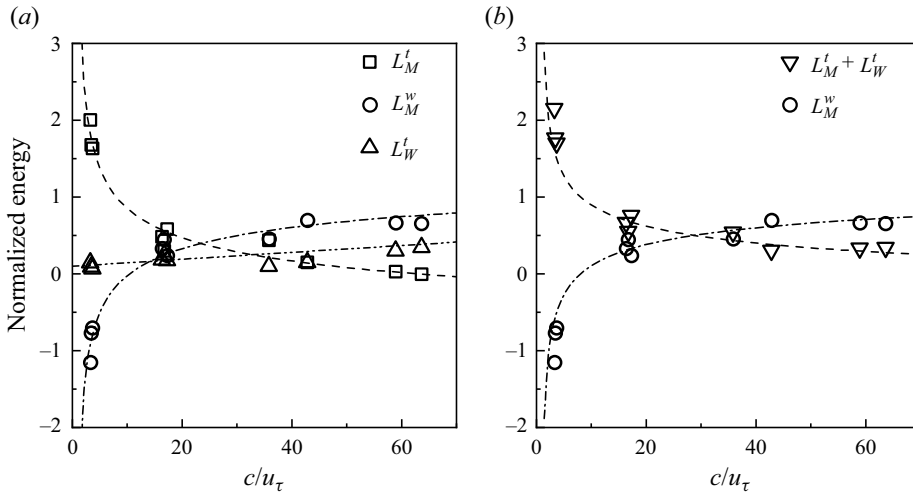 (a)
3
2
1
0
−1
−2
Normalized energy
L_M^t
L_M^w
L_W^t
0
20
40
60
c/u_τ
(b)
3
2
1
0
−1
−2
L_M^t + L_W^t
L_M^w
0
20
40
60
c/u_τ